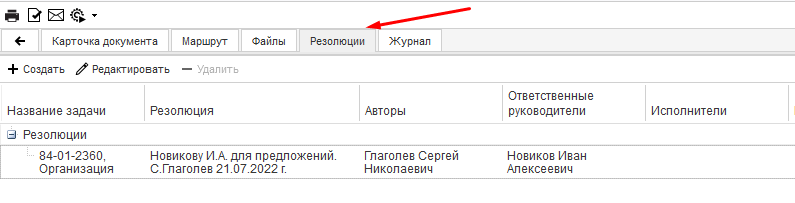 Карточка документа Маршрут Файлы Резолюции Журнал
Создать Редактировать Удалить
Название задачи Резолюция Авторы Ответственные руководители Исполнители
Резолюции
84-01-2360, Новикову И.А. для предложений. Глаголев Сергей Новиков Иван
Организация С.Глаголев 21.07.2022 г. Николаевич Алексеевич